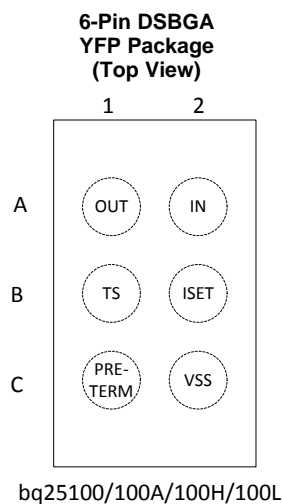 6-Pin DSBGA
YFP Package
(Top View)
1 2
A OUT IN
B TS ISET
C PRE-
TERM VSS
bq25100/100A/100H/100L